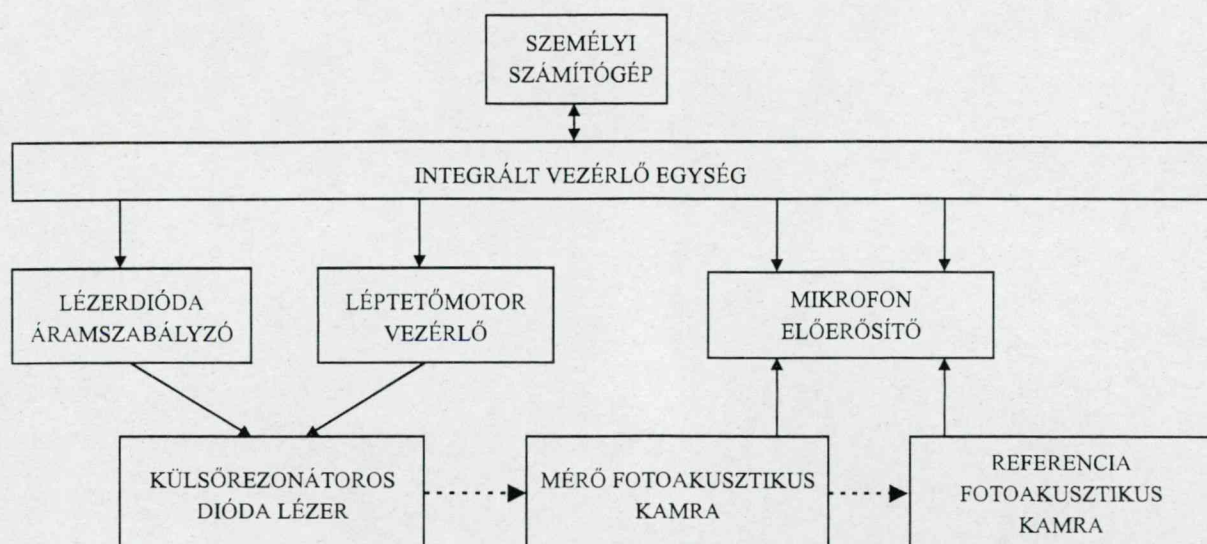 SZEMÉLYI
SZÁMÍTÓGÉP
INTEGRÁLT VEZÉRLŐ EGYSÉG
LÉZERDIÓDA
ÁRAMSZABÁLYZÓ
LÉPTETŐMOTOR
VEZÉRLŐ
MIKROFON
ELŐERŐSÍTŐ
KÜLSŐREZONÁTOROS
DIÓDA LÉZER
MÉRŐ FOTOAKUSZTIKUS
KAMRA
REFERENCIA
FOTOAKUSZTIKUS
KAMRA